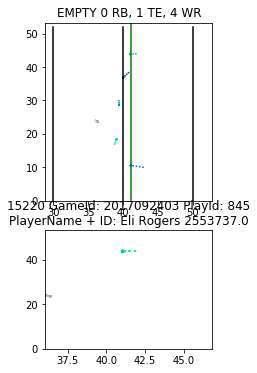 EMPTY 0 RB, 1 TE, 4 WR
50
40
30
20
10
0
30 35 40 45 50
15220 GameId: 2017092403 PlayId: 845
PlayerName + ID: Eli Rogers 2553737.0
40
20
0
37.5 40.0 42.5 45.0